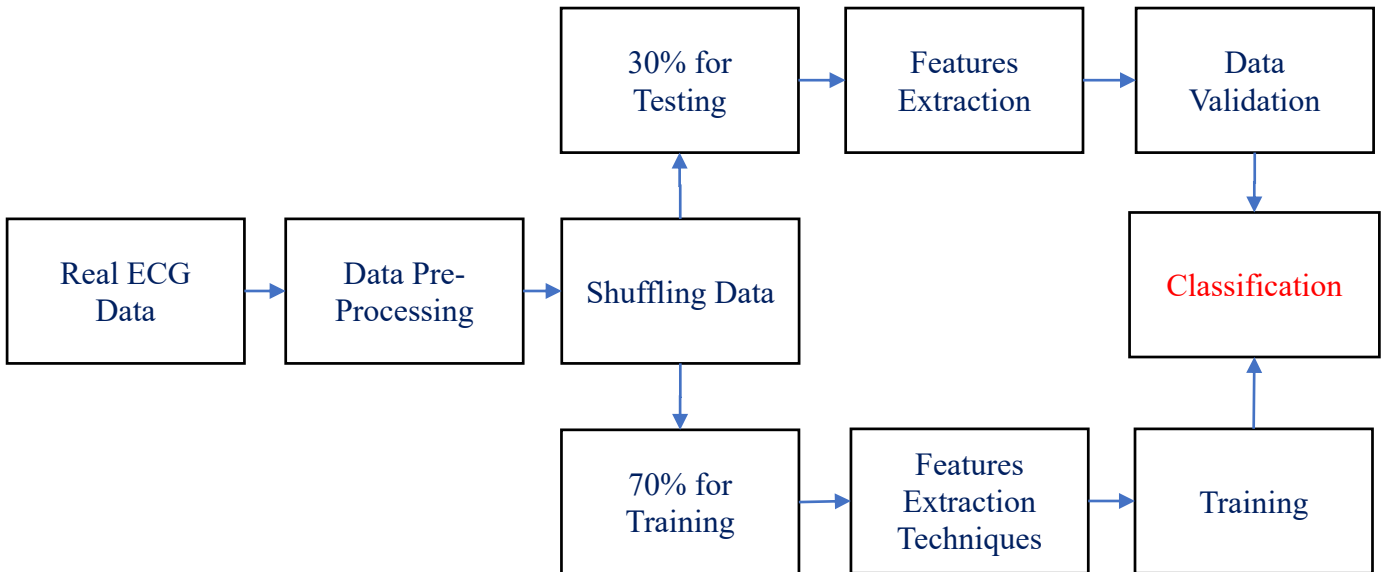 30% for
Testing
Features
Extraction
Data
Validation
Real ECG
Data
Data Pre-
Processing
Shuffling Data
Classification
70% for
Training
Features
Extraction
Techniques
Training